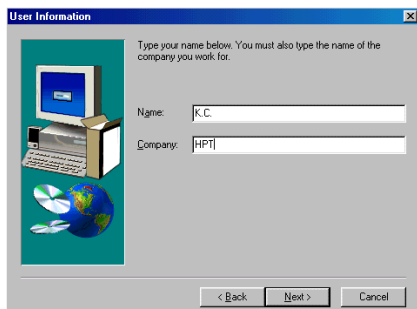 User Information
Type your name below. You must also type the name of the
company you work for.
Name: K.C.
Company: HPT
< Back Next > Cancel